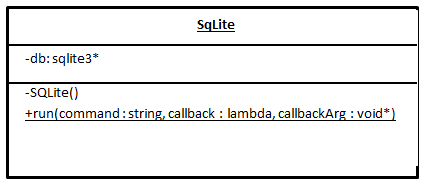 SqLite
-db: sqlite3*
-SQLite()
+run(command : string, callback : lambda, callbackArg : void*)